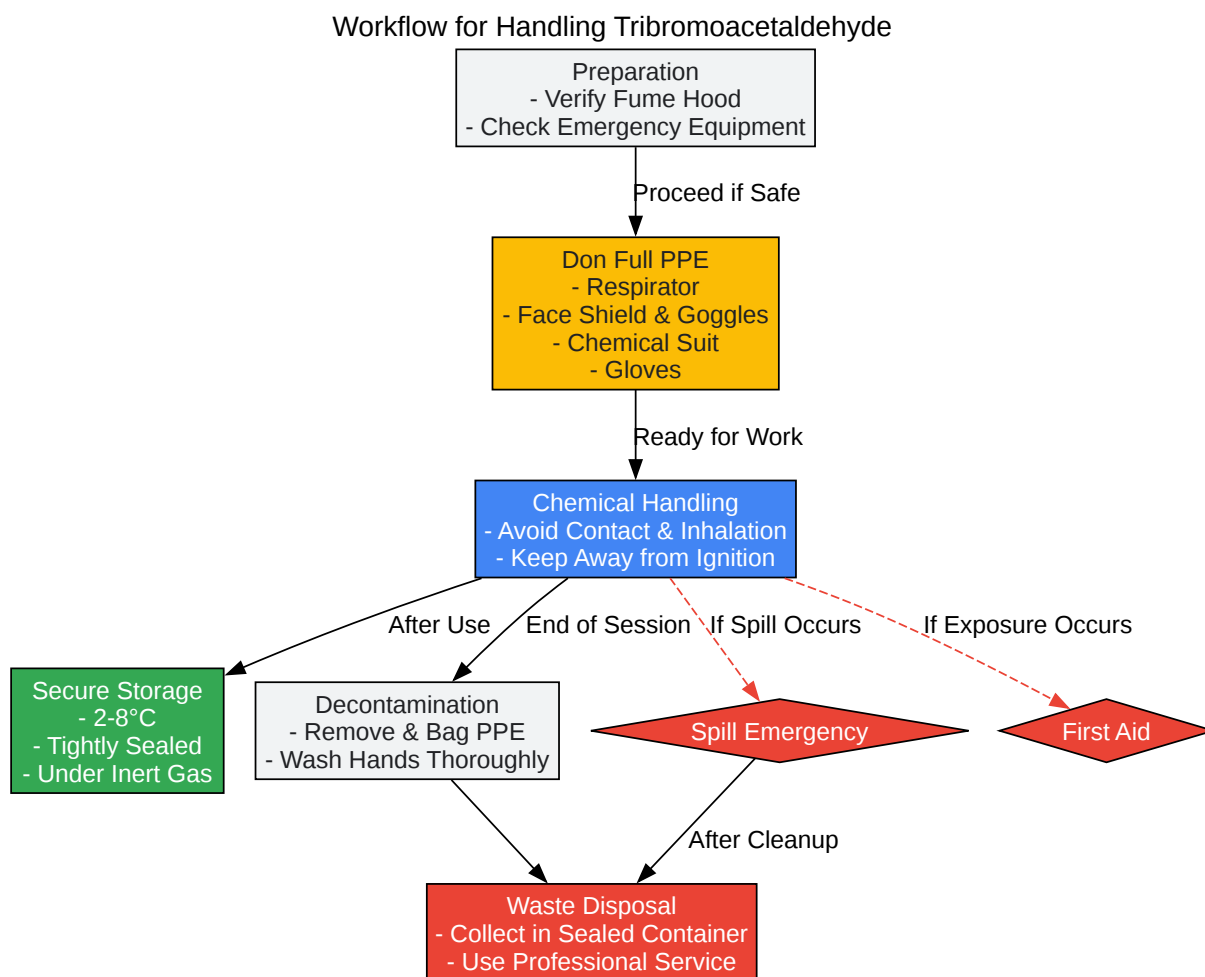 Workflow for Handling Tribromoacetaldehyde
Preparation
- Verify Fume Hood
- Check Emergency Equipment
Proceed if Safe
Don Full PPE
- Respirator
- Face Shield & Goggles
- Chemical Suit
- Gloves
Ready for Work
Chemical Handling
- Avoid Contact & Inhalation
- Keep Away from Ignition
After Use
End of Session
If Spill Occurs
If Exposure Occurs
Secure Storage
- 2-8°C
- Tightly Sealed
- Under Inert Gas
Decontamination
- Remove & Bag PPE
- Wash Hands Thoroughly
Spill Emergency
First Aid
After Cleanup
Waste Disposal
- Collect in Sealed Container
- Use Professional Service